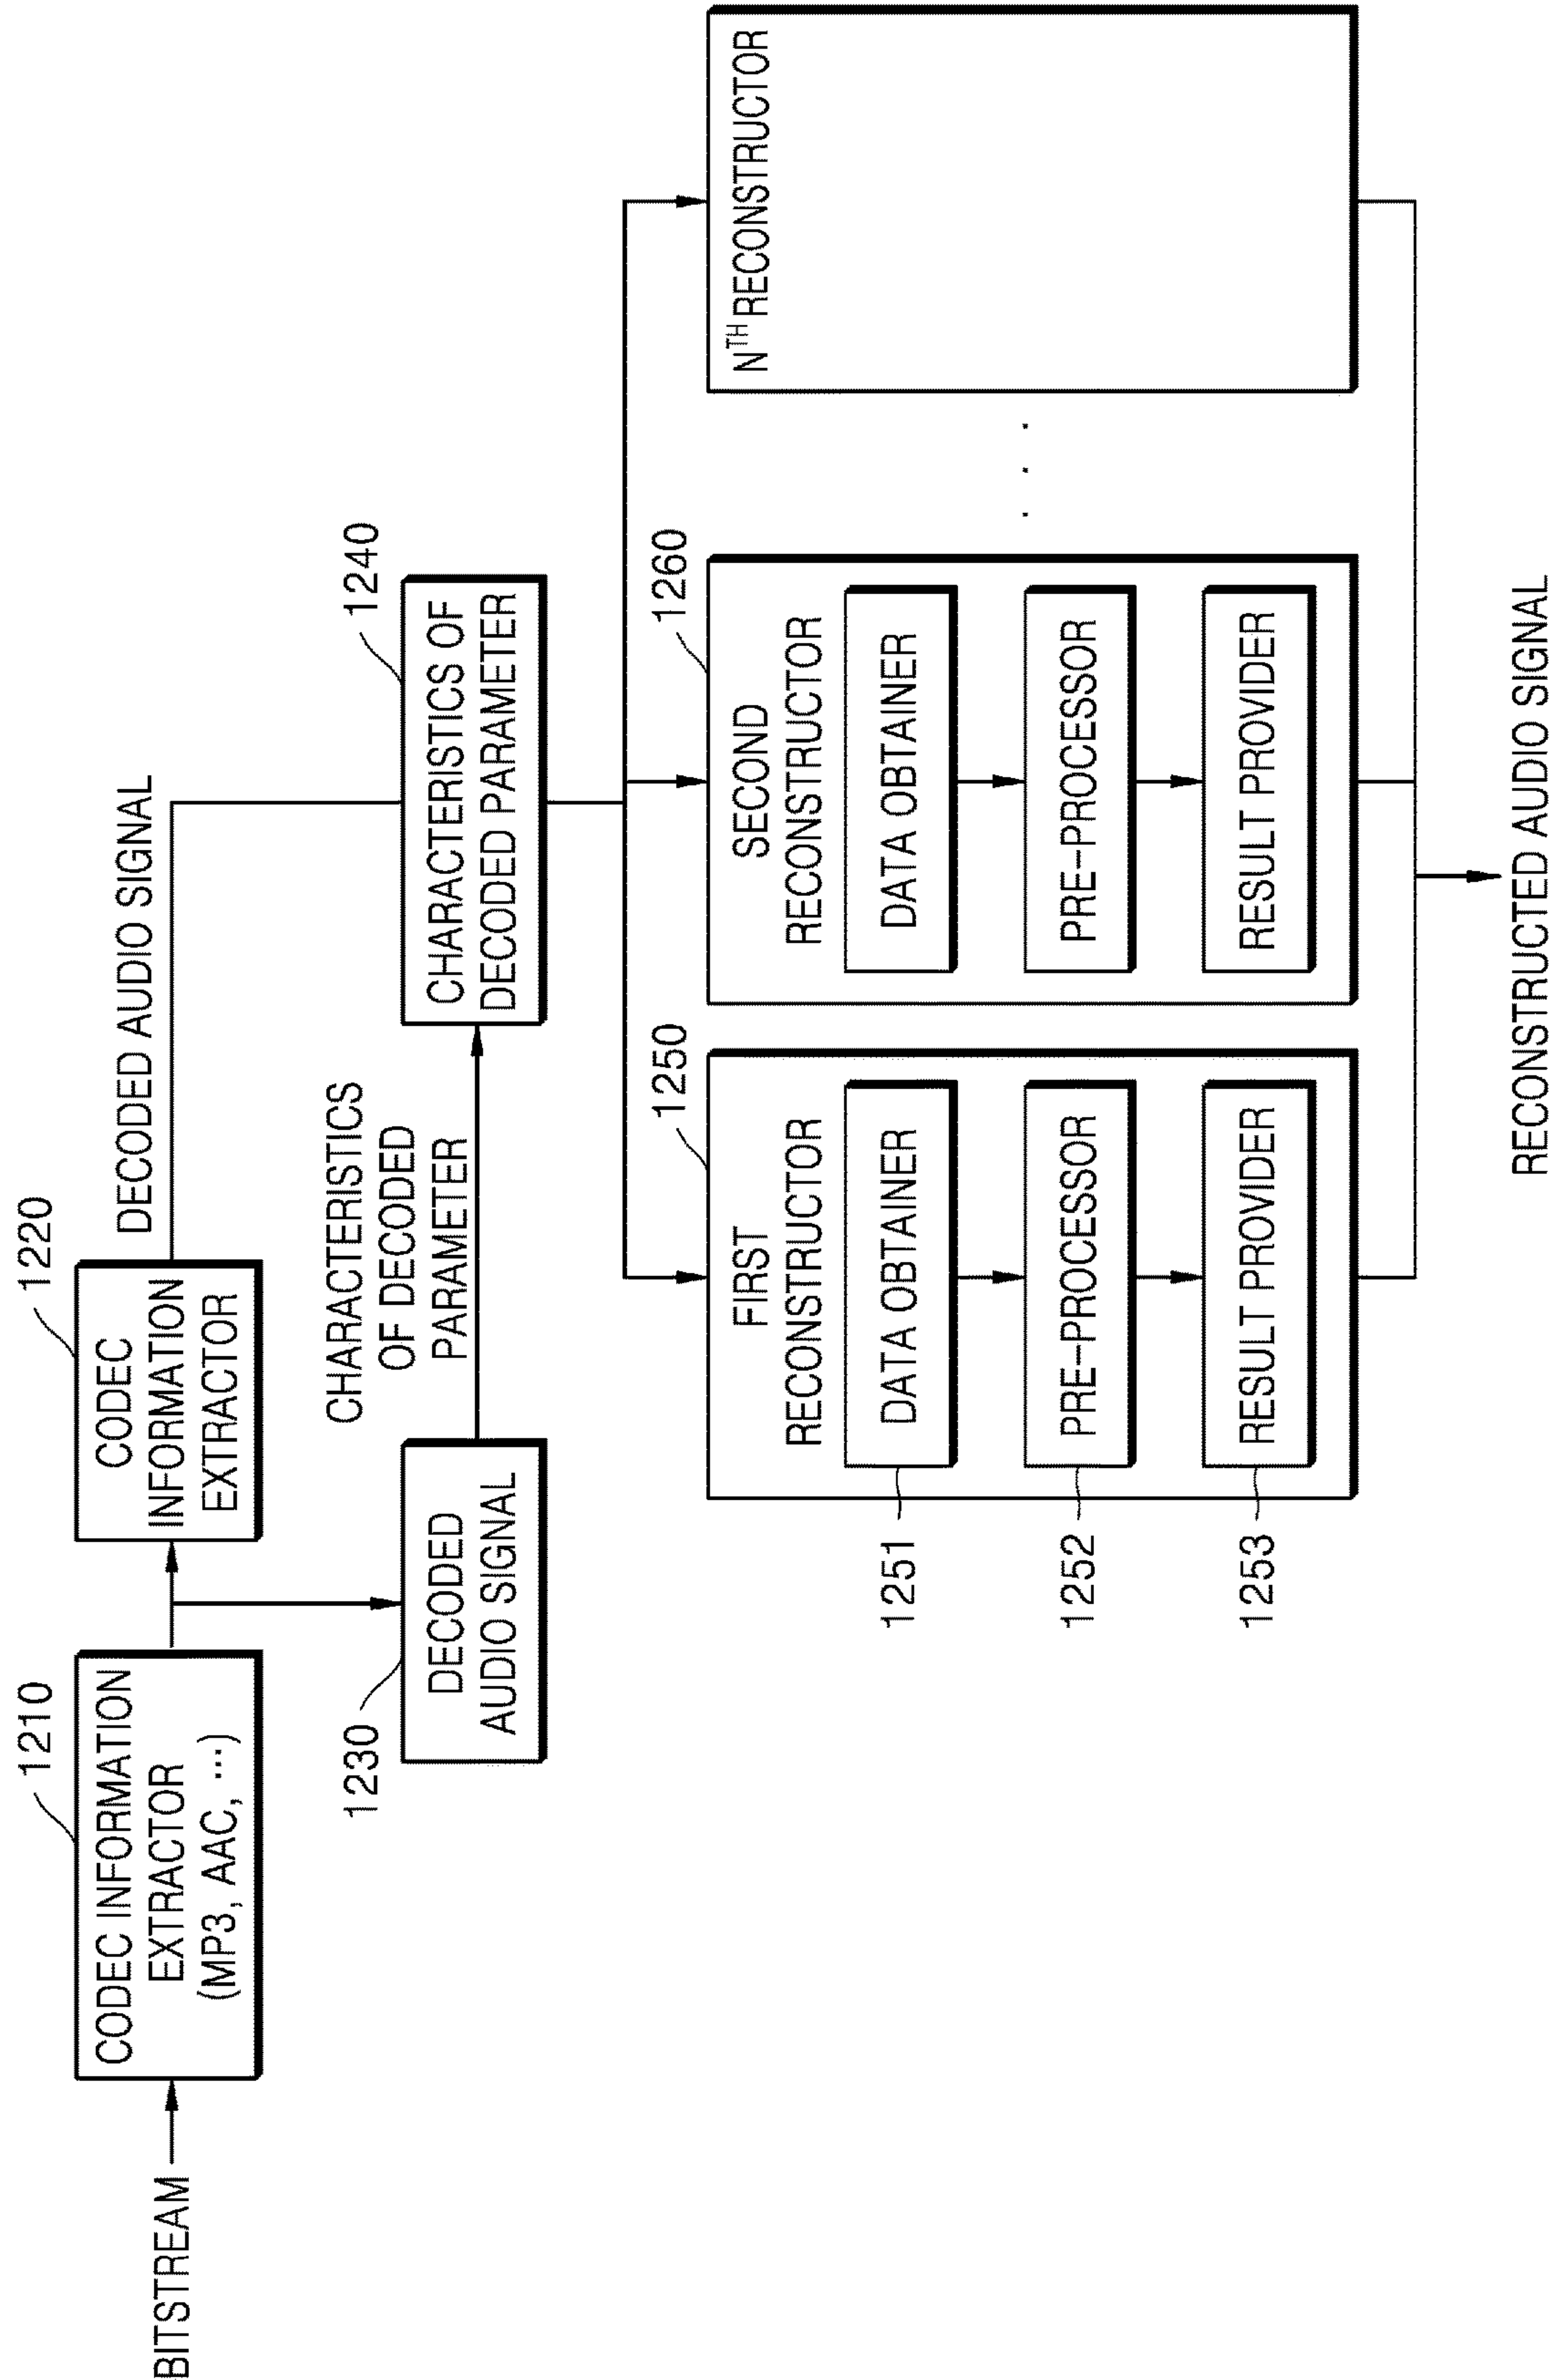 BITSTREAM
1210
CODEC INFORMATION
EXTRACTOR
(MP3, AAC, ···)
1220
CODEC
INFORMATION
EXTRACTOR
DECODED AUDIO SIGNAL
1230
DECODED
AUDIO SIGNAL
CHARACTERISTICS
OF DECODED
PARAMETER
1240
CHARACTERISTICS OF
DECODED PARAMETER
1250
FIRST
RECONSTRUCTOR
1251
DATA OBTAINER
1252
PRE-PROCESSOR
1253
RESULT PROVIDER
1260
SECOND
RECONSTRUCTOR
DATA OBTAINER
PRE-PROCESSOR
RESULT PROVIDER
. . .
NTH RECONSTRUCTOR
RECONSTRUCTED AUDIO SIGNAL